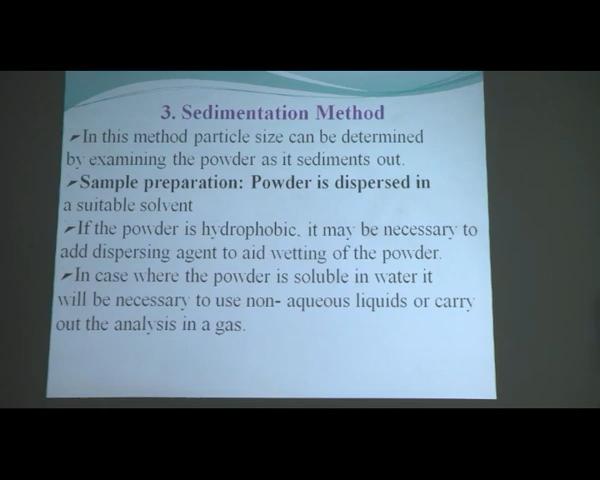 3. Sedimentation Method
In this method particle size can be determined
by examining the powder as it sediments out.
Sample preparation: Powder is dispersed in
a suitable solvent
If the powder is hydrophobic, it may be necessary to
add dispersing agent to aid wetting of the powder.
In case where the powder is soluble in water it
will be necessary to use non- aqueous liquids or carry
out the analysis in a gas.